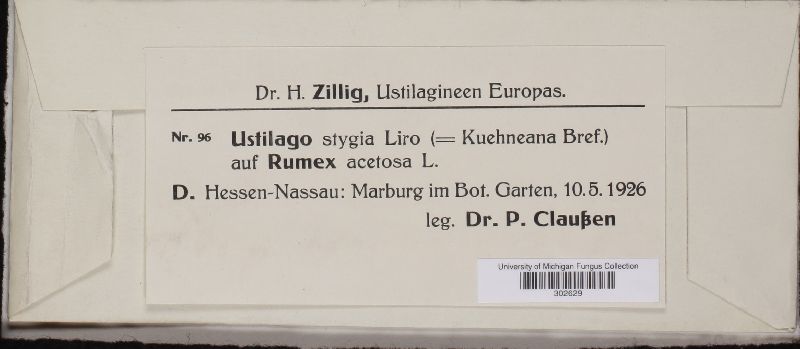 Dr. H. Zillig, Ustilagineen Europas.
Nr. 96 Ustilago stygia Liro (= Kuehneana Bref.)
auf Rumex acetosa L.
D. Hessen-Nassau: Marburg im Bot. Garten, 10.5.1926
leg. Dr. P. Claußen
University of Michigan Fungus Collection
302629